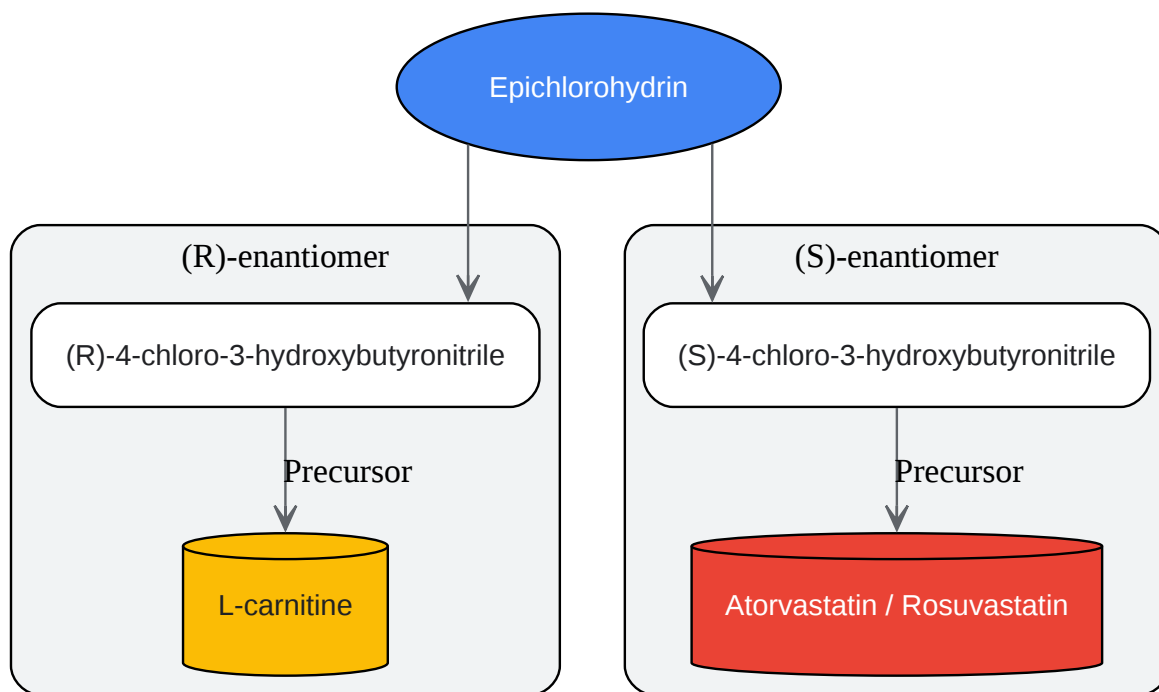 Epichlorohydrin
(R)-enantiomer
(R)-4-chloro-3-hydroxybutyronitrile
Precursor
L-carnitine
(S)-enantiomer
(S)-4-chloro-3-hydroxybutyronitrile
Precursor
Atorvastatin / Rosuvastatin